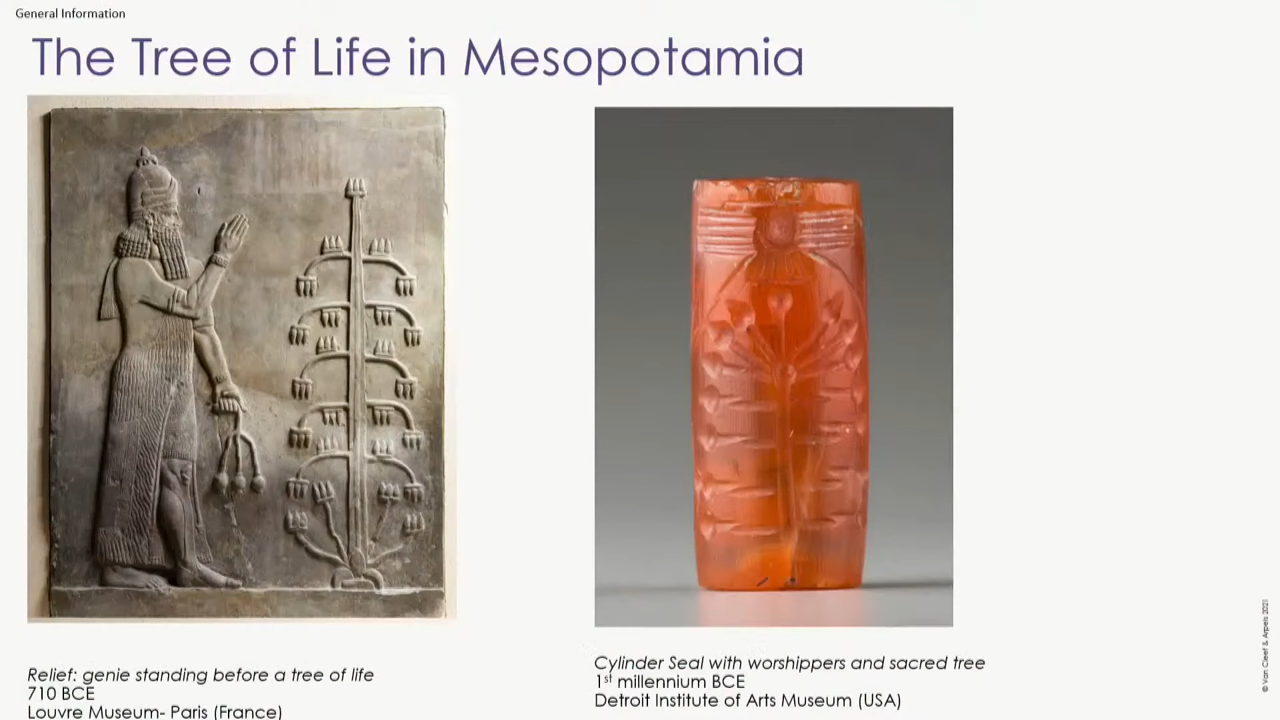 General Information
The Tree of Life in Mesopotamia
Relief: genie standing before a tree of life
710 BCE
Louvre Museum- Paris (France)
Cylinder Seal with worshippers and sacred tree
1st millennium BCE
Detroit Institute of Arts Museum (USA)
© Van Cleef & Arpels 2021